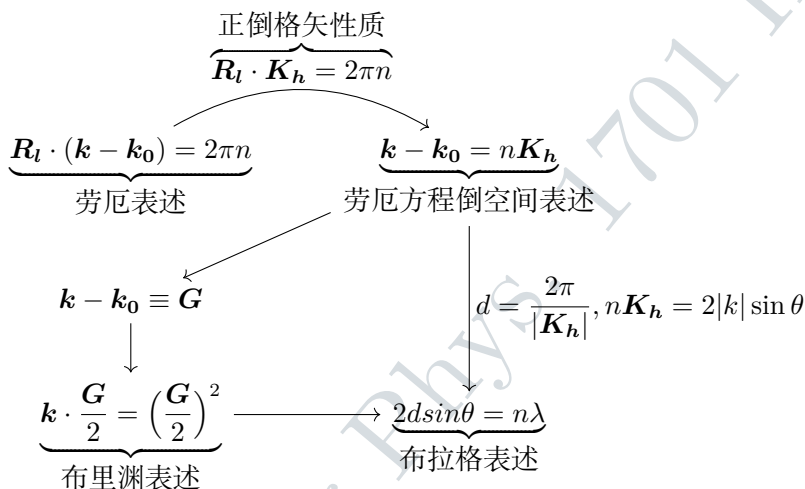 正倒格矢性质
R_l · K_h = 2πn
R_l · (k − k_0) = 2πn
k − k_0 = nK_h
劳厄表述
劳厄方程倒空间表述
k − k_0 ≡ G
d = 2π/|K_h|, nK_h = 2|k| sin θ
k · G/2 = (G/2)^2
2dsinθ = nλ
布里渊表述
布拉格表述
Phys. 1701